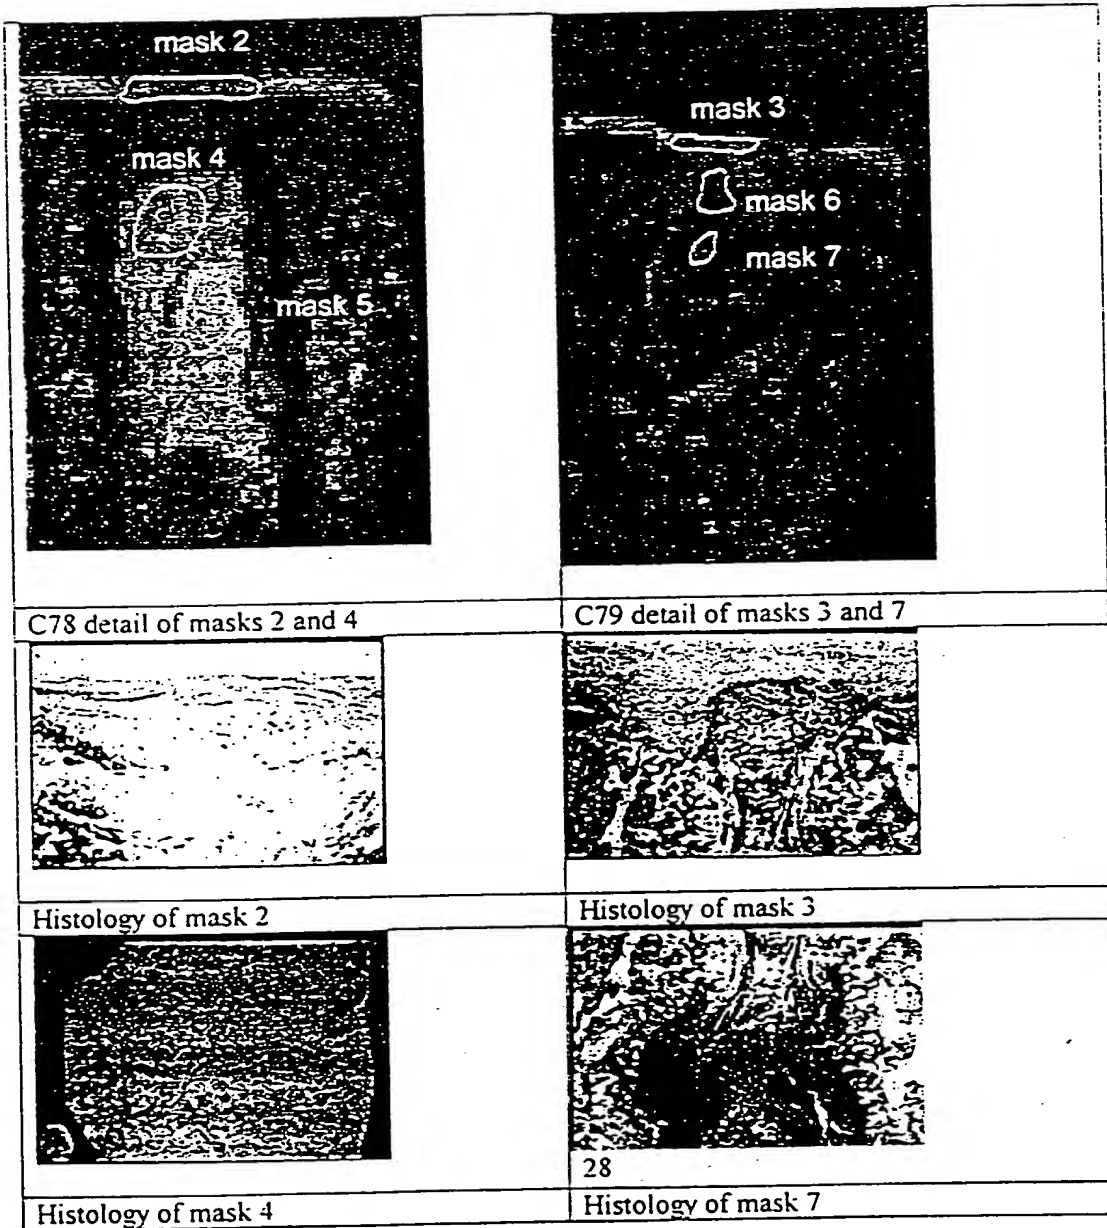 mask 2
mask 4
mask 5
mask 3
mask 6
mask 7
C78 detail of masks 2 and 4
C79 detail of masks 3 and 7
Histology of mask 2
Histology of mask 3
28
Histology of mask 4
Histology of mask 7